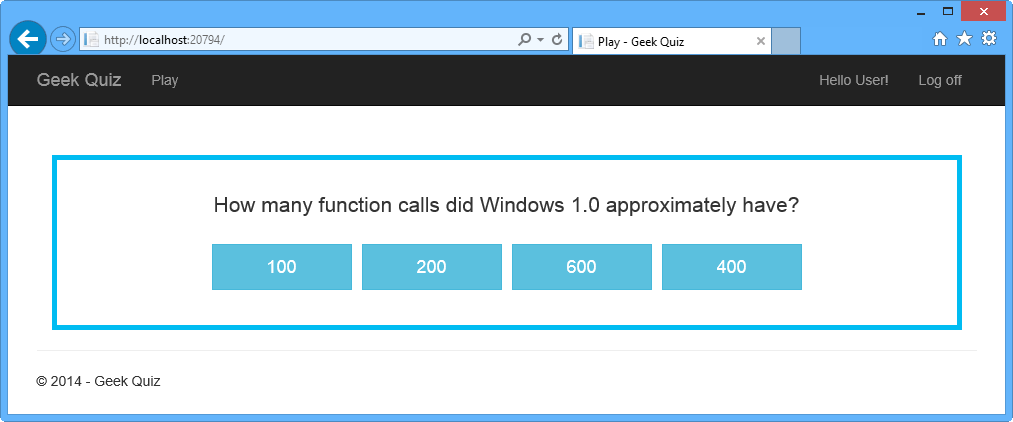 http://localhost:20794/
Play - Geek Quiz
Geek Quiz Play Hello User! Log off
How many function calls did Windows 1.0 approximately have?
100 200 600 400
© 2014 - Geek Quiz